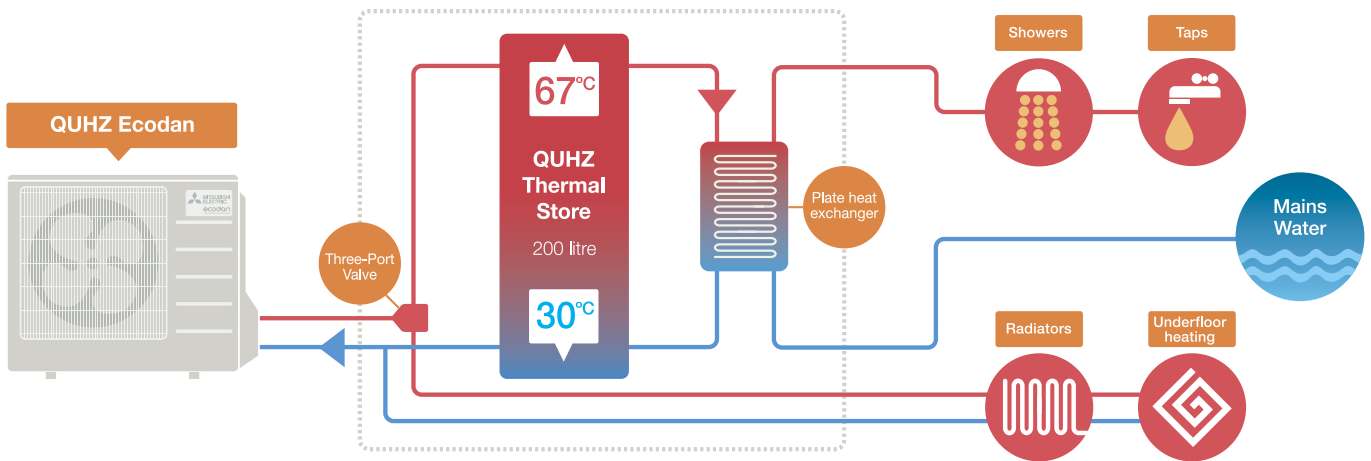 QUHZ Ecodan
MITSUBISHI
ELECTRIC
ecodan
Three-Port
Valve
67°C
QUHZ
Thermal
Store
200 litre
30°C
Plate heat
exchanger
Showers
Taps
Mains
Water
Radiators
Underfloor
heating